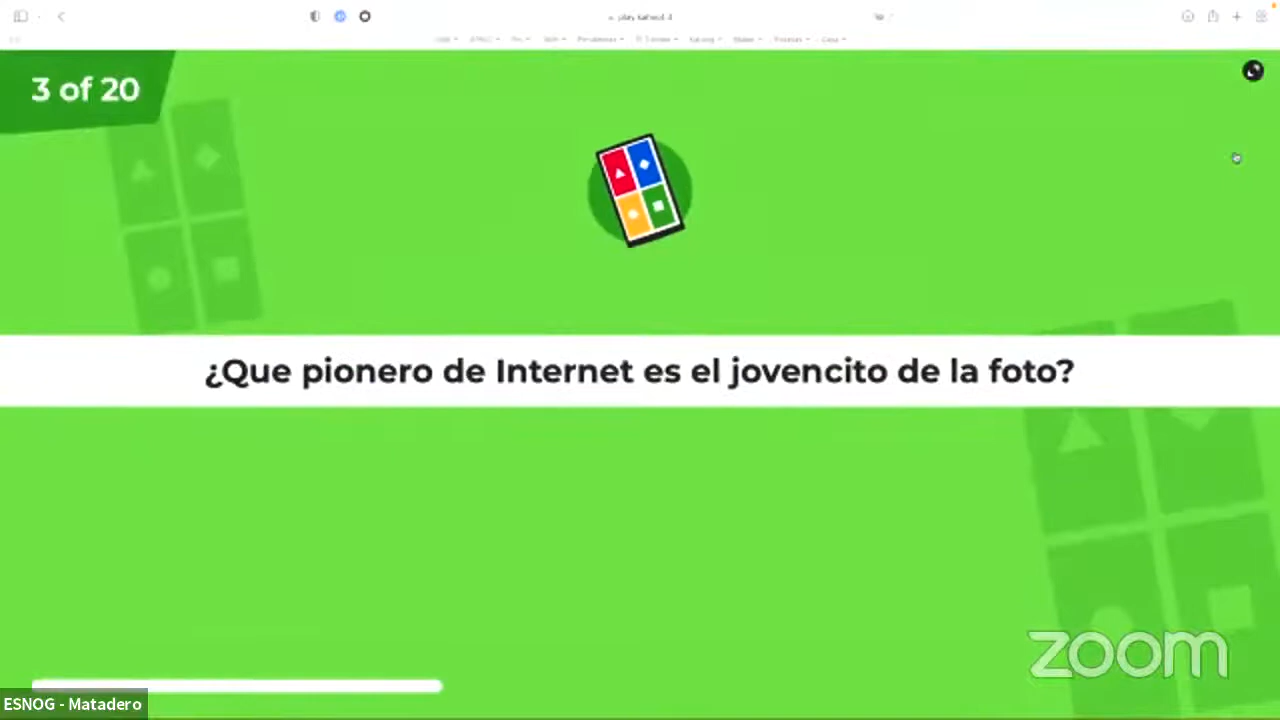 3 of 20
¿Que pionero de Internet es el jovencito de la foto?
zoom
ESNOG - Matadero